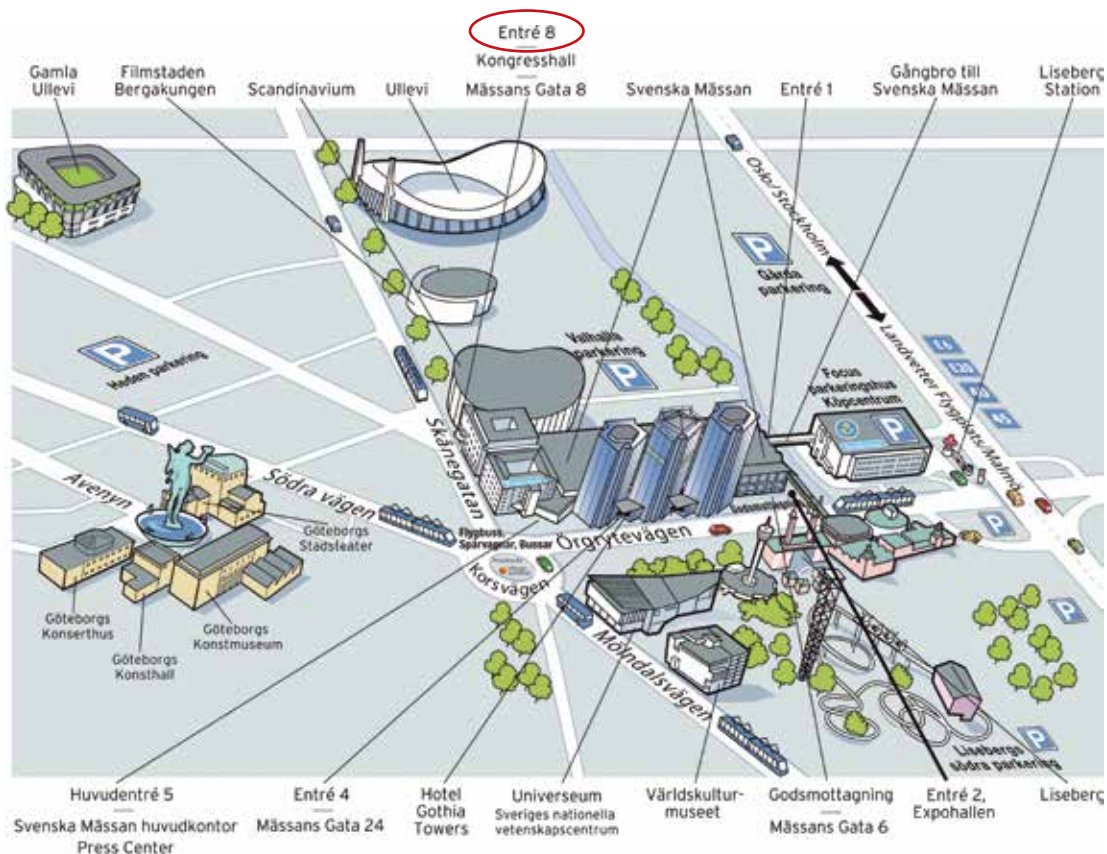 Entré 8
Kongresshall
Mässans Gata 8
Gamla
Ullevi
Filmstaden
Bergakungen
Scandinavium
Ullevi
Svenska Mässan
Entré 1
Gångbro till
Svenska Mässan
Liseberg
Station
Oslo/Stockholm
P
Gårda
parkering
Landvetter Flygplats/Malmö
E6
E20
P
Heden parkering
Valhalla
parkering
P
Focus
parkeringshus
Köpcentrum
P
Skånegatan
Södra vägen
Avenyn
Göteborgs
Stadsteater
Flygbuss,
Spårvagnar, Bussar
Örgrytevägen
Korsvägen
P
Göteborgs
Konserthus
Göteborgs
Konsthall
Göteborgs
Konstmuseum
Mölndalsvägen
P
Lisebergs
södra parkering
P
Huvudentré 5
Svenska Mässan huvudkontor
Press Center
Entré 4
Mässans Gata 24
Hotel
Gothia
Towers
Universeum
Sveriges nationella
vetenskapscentrum
Världskultur-
museet
Godsmottagning
Mässans Gata 6
Entré 2,
Expohallen
Liseberg